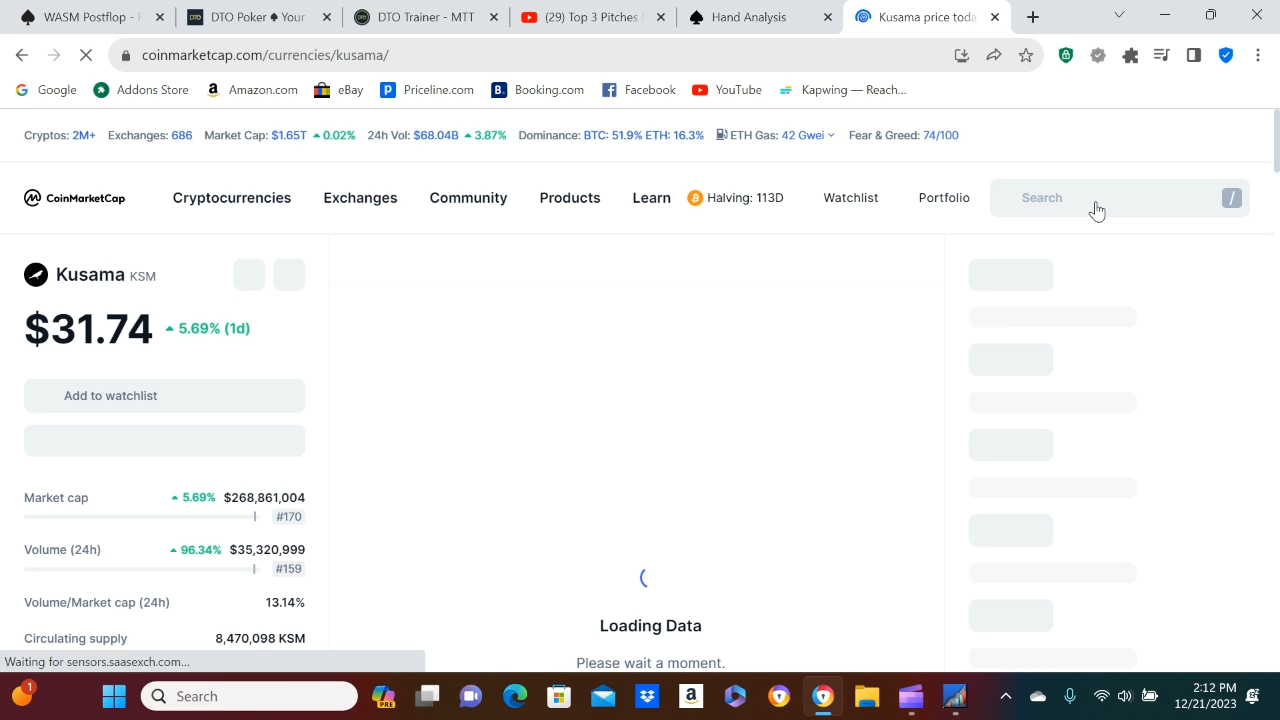 WASM Postflop -
DTO Poker ♠ Your
DTO Trainer - MTT
(29) Top 3 Pitches
Hand Analysis
Kusama price toda
coinmarketcap.com/currencies/kusama/
Google
Addons Store
Amazon.com
eBay
Priceline.com
Booking.com
Facebook
YouTube
Kapwing — Reach...
Cryptos: 2M+ Exchanges: 686 Market Cap: $1.65T 0.02% 24h Vol: $68.04B 3.87% Dominance: BTC: 51.9% ETH: 16.3% ETH Gas: 42 Gwei Fear & Greed: 74/100
CoinMarketCap
Cryptocurrencies
Exchanges
Community
Products
Learn
Halving: 113D
Watchlist
Portfolio
Search
/
Kusama KSM
$31.74 5.69% (1d)
Add to watchlist
Market cap 5.69% $268,861,004
#170
Volume (24h) 96.34% $35,320,999
#159
Volume/Market cap (24h) 13.14%
Circulating supply 8,470,098 KSM
Loading Data
Please wait a moment.
Waiting for sensors.saasexch.com...
1
Search
PRE
2:12 PM
12/21/2023